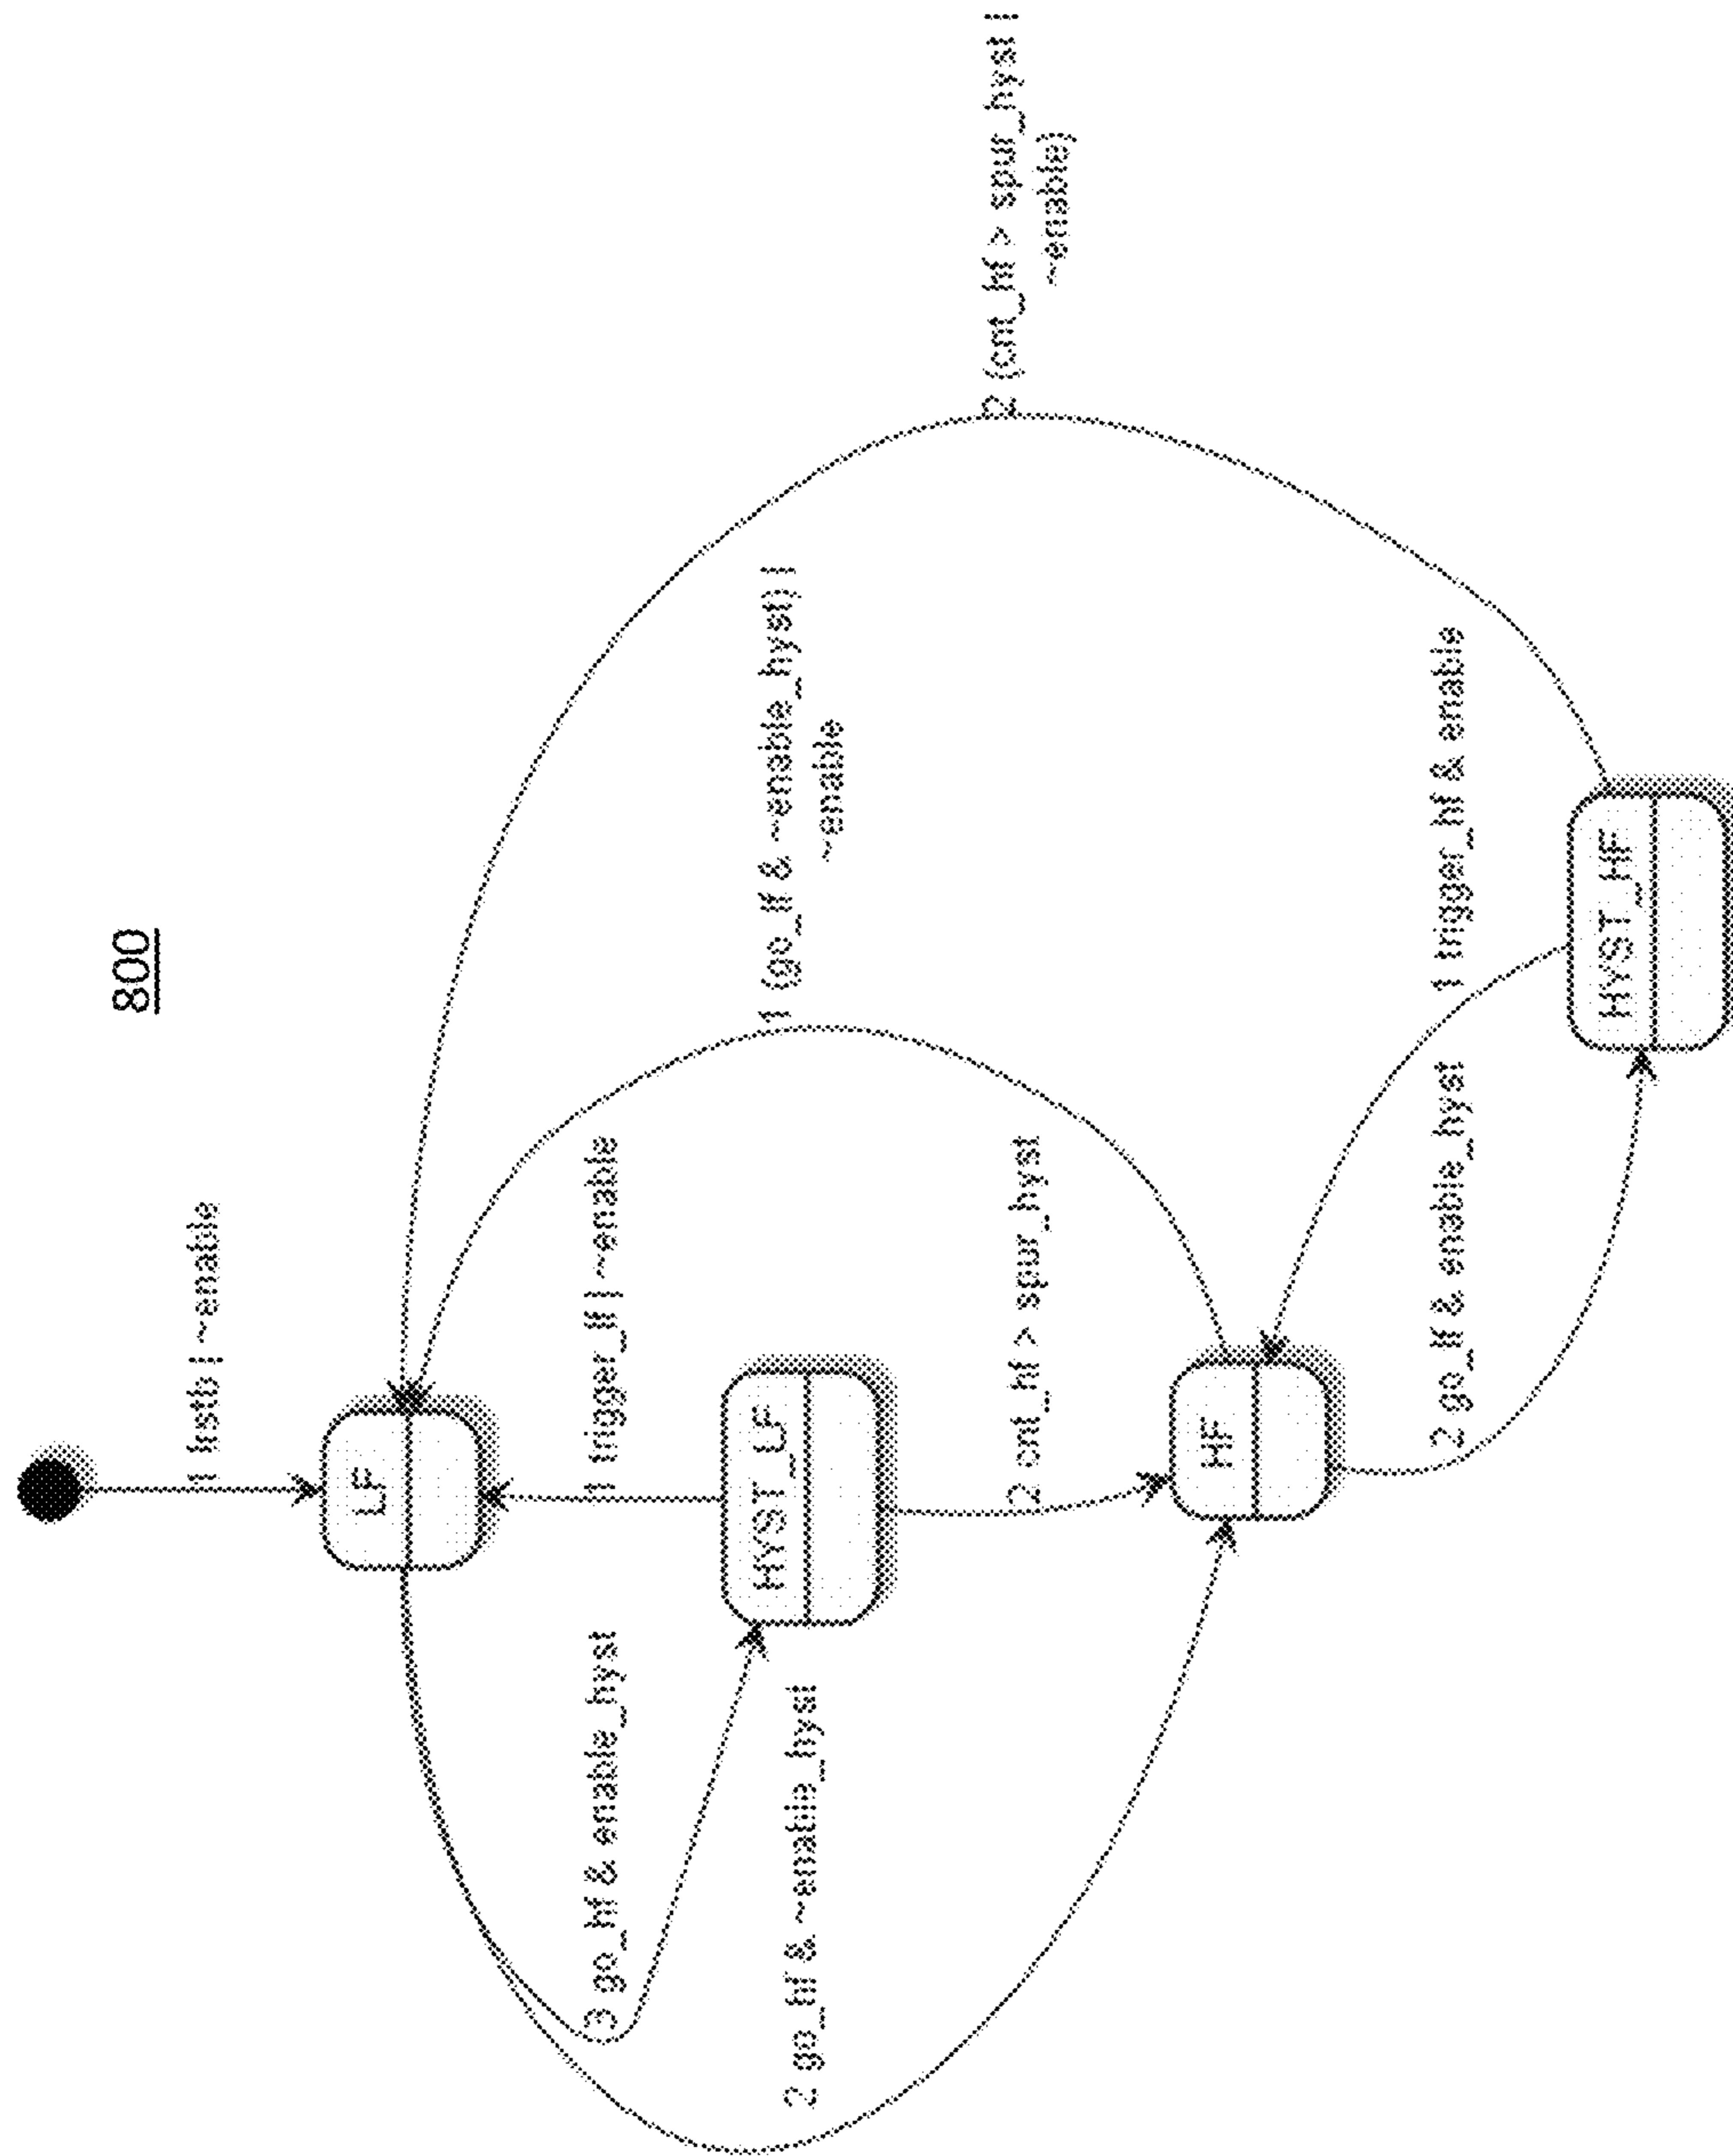 800
1 !rstb | ~enable
LF
1 trigger_lf | ~enable
3 go_hf & enable_hyst
HYST_LF
2 go_hf & ~enable_hyst
1 (go_lf & ~enable_hyst) |
~enable
2 (cnt_hf > spur_hyst |
~enable)
2 cnt_hf > spur_hyst
HF
2 go_lf & enable_hyst
1 trigger_hf & enable
HYST_HF